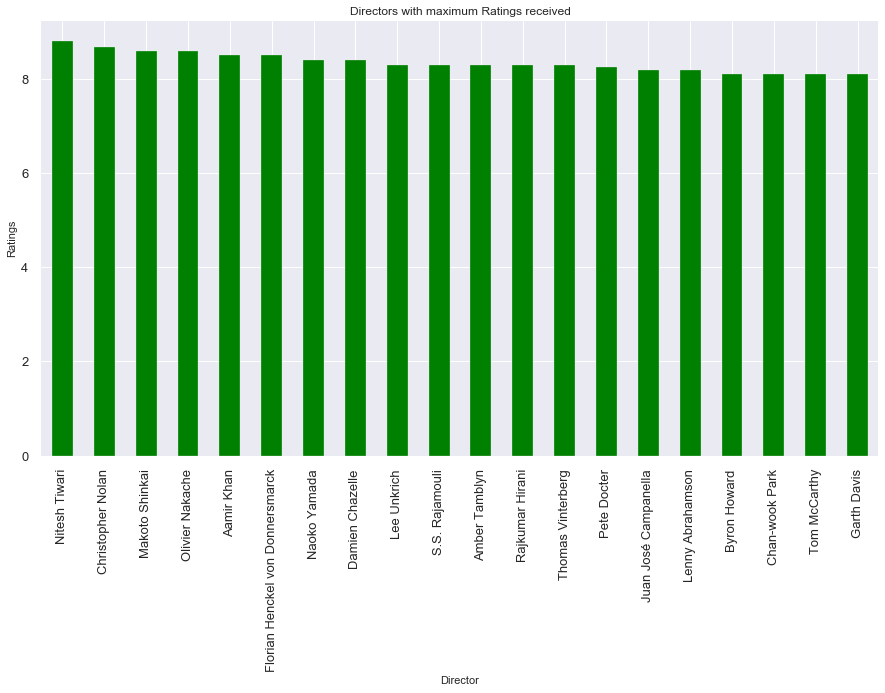 Directors with maximum Ratings received
8
6
4
2
0
Ratings
Nitesh Tiwari
Christopher Nolan
Makoto Shinkai
Olivier Nakache
Aamir Khan
Florian Henckel von Donnersmarck
Naoko Yamada
Damien Chazelle
Lee Unkrich
S.S. Rajamouli
Amber Tamblyn
Rajkumar Hirani
Thomas Vinterberg
Pete Docter
Juan José Campanella
Lenny Abrahamson
Byron Howard
Chan-wook Park
Tom McCarthy
Garth Davis
Director